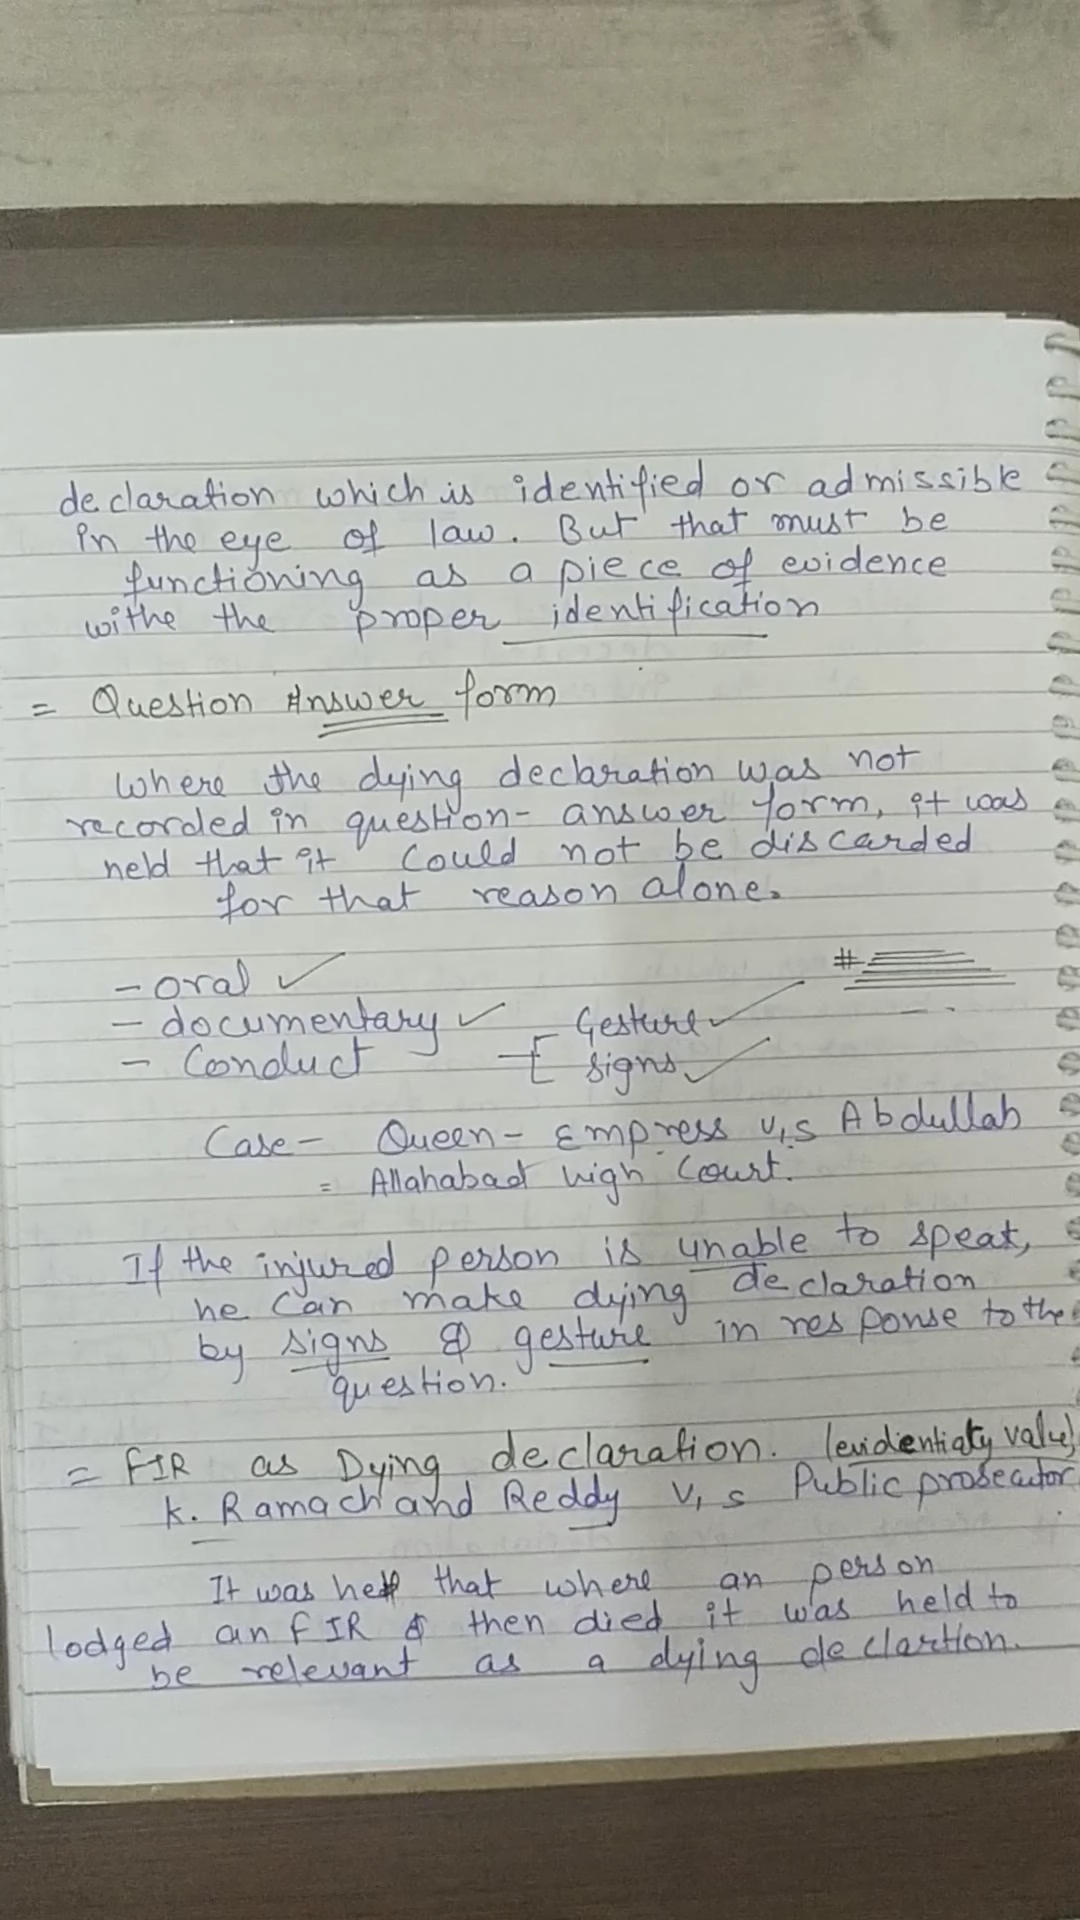 declaration which is identified or admissible
in the eye of law. But that must be
functioning as a piece of evidence
withe the proper identification
= Question Answer form
Where the dying declaration was not
recorded in question- answer form, it was
held that it could not be discarded
for that reason alone.
- oral ✓
#
- documentary ✓ Gesture ✓
- Conduct signs ✓
Case - Queen- Empress v,s Abdullah
= Allahabad high Court.
If the injured person is unable to speak,
he can make dying declaration
by signs & gesture in response to the
question.
= FIR as Dying declaration. (evidentiaty value)
K. Ramachand Reddy v, s Public prosecutor
It was held that where an person
lodged an FIR & then died it was held to
be relevant as a dying declartion.